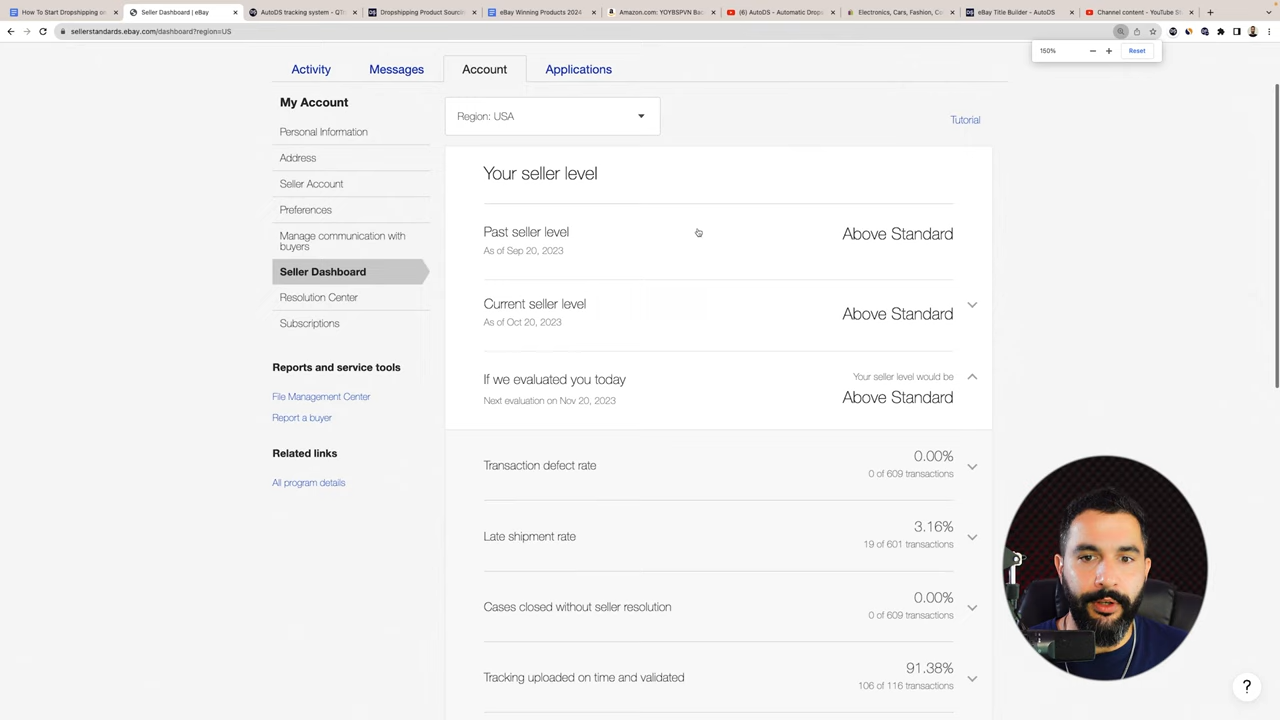 How To Start Dropshipping on
Seller Dashboard | eBay
AutoDS tracking system - QTR
Dropshipping Product Sourcin
eBay Winning Products 2024
Amazon.com: YOYBSPVN Bac
(6) AutoDS - Automatic Drops
Electronics, Cars, Fashion, C
eBay Title Builder - AutoDS
Channel content - YouTube St
sellerstandards.ebay.com/dashboard?region=US
150%
Reset
Activity
Messages
Account
Applications
My Account
Personal Information
Address
Seller Account
Preferences
Manage communication with
buyers
Seller Dashboard
Resolution Center
Subscriptions
Reports and service tools
File Management Center
Report a buyer
Related links
All program details
Region: USA
Tutorial
Your seller level
Past seller level
Above Standard
As of Sep 20, 2023
Current seller level
Above Standard
As of Oct 20, 2023
If we evaluated you today
Your seller level would be
Above Standard
Next evaluation on Nov 20, 2023
Transaction defect rate
0.00%
0 of 609 transactions
Late shipment rate
3.16%
19 of 601 transactions
Cases closed without seller resolution
0.00%
0 of 609 transactions
Tracking uploaded on time and validated
91.38%
106 of 116 transactions
?